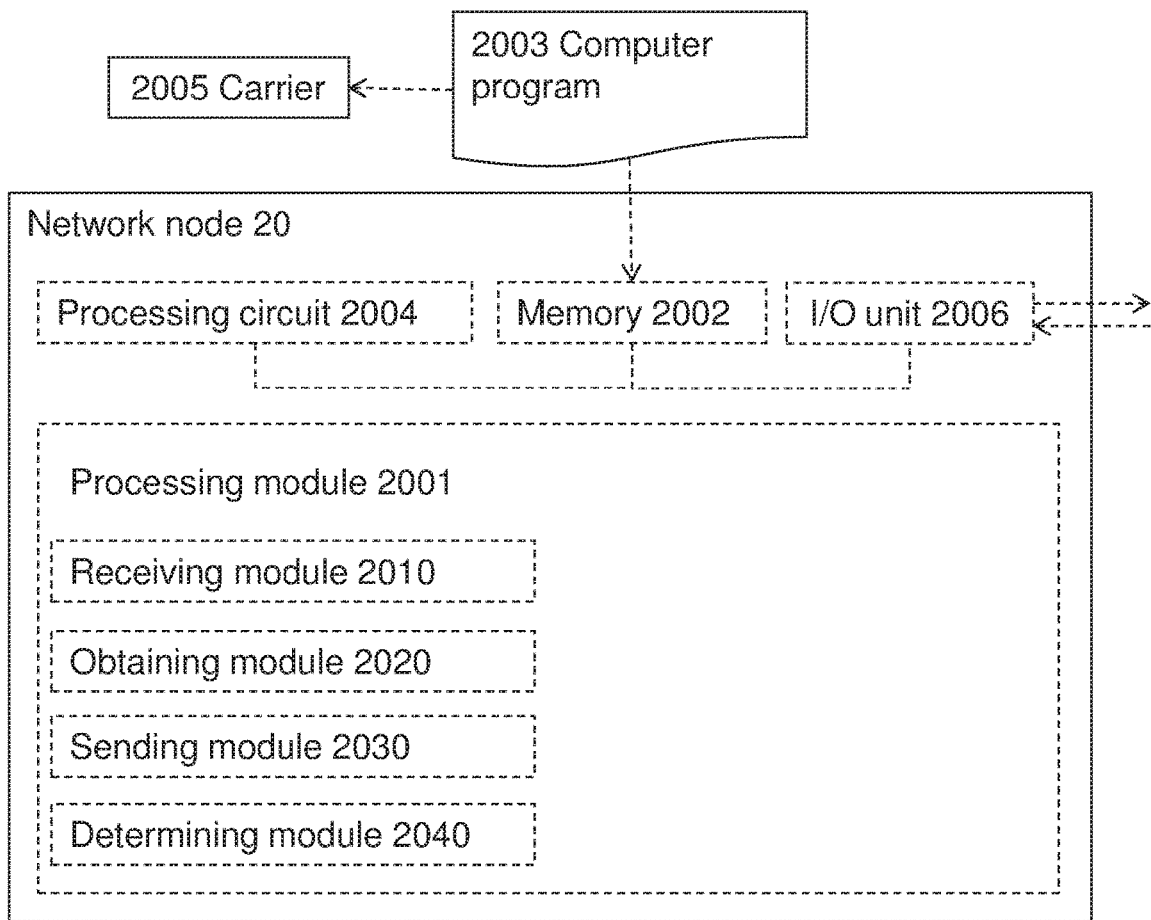 2003 Computer
program
2005 Carrier
Network node 20
Processing circuit 2004
Memory 2002
I/O unit 2006
Processing module 2001
Receiving module 2010
Obtaining module 2020
Sending module 2030
Determining module 2040